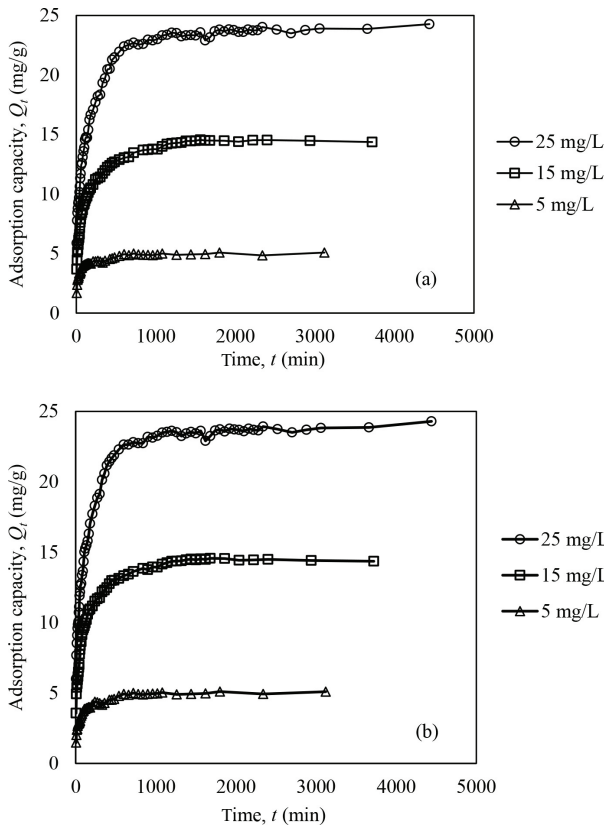 25
20
15
10
5
0
Adsorption capacity, Qt (mg/g)
25 mg/L
15 mg/L
5 mg/L
(a)
0 1000 2000 3000 4000 5000
Time, t (min)
25
20
15
10
5
0
Adsorption capacity, Qt (mg/g)
25 mg/L
15 mg/L
5 mg/L
(b)
0 1000 2000 3000 4000 5000
Time, t (min)